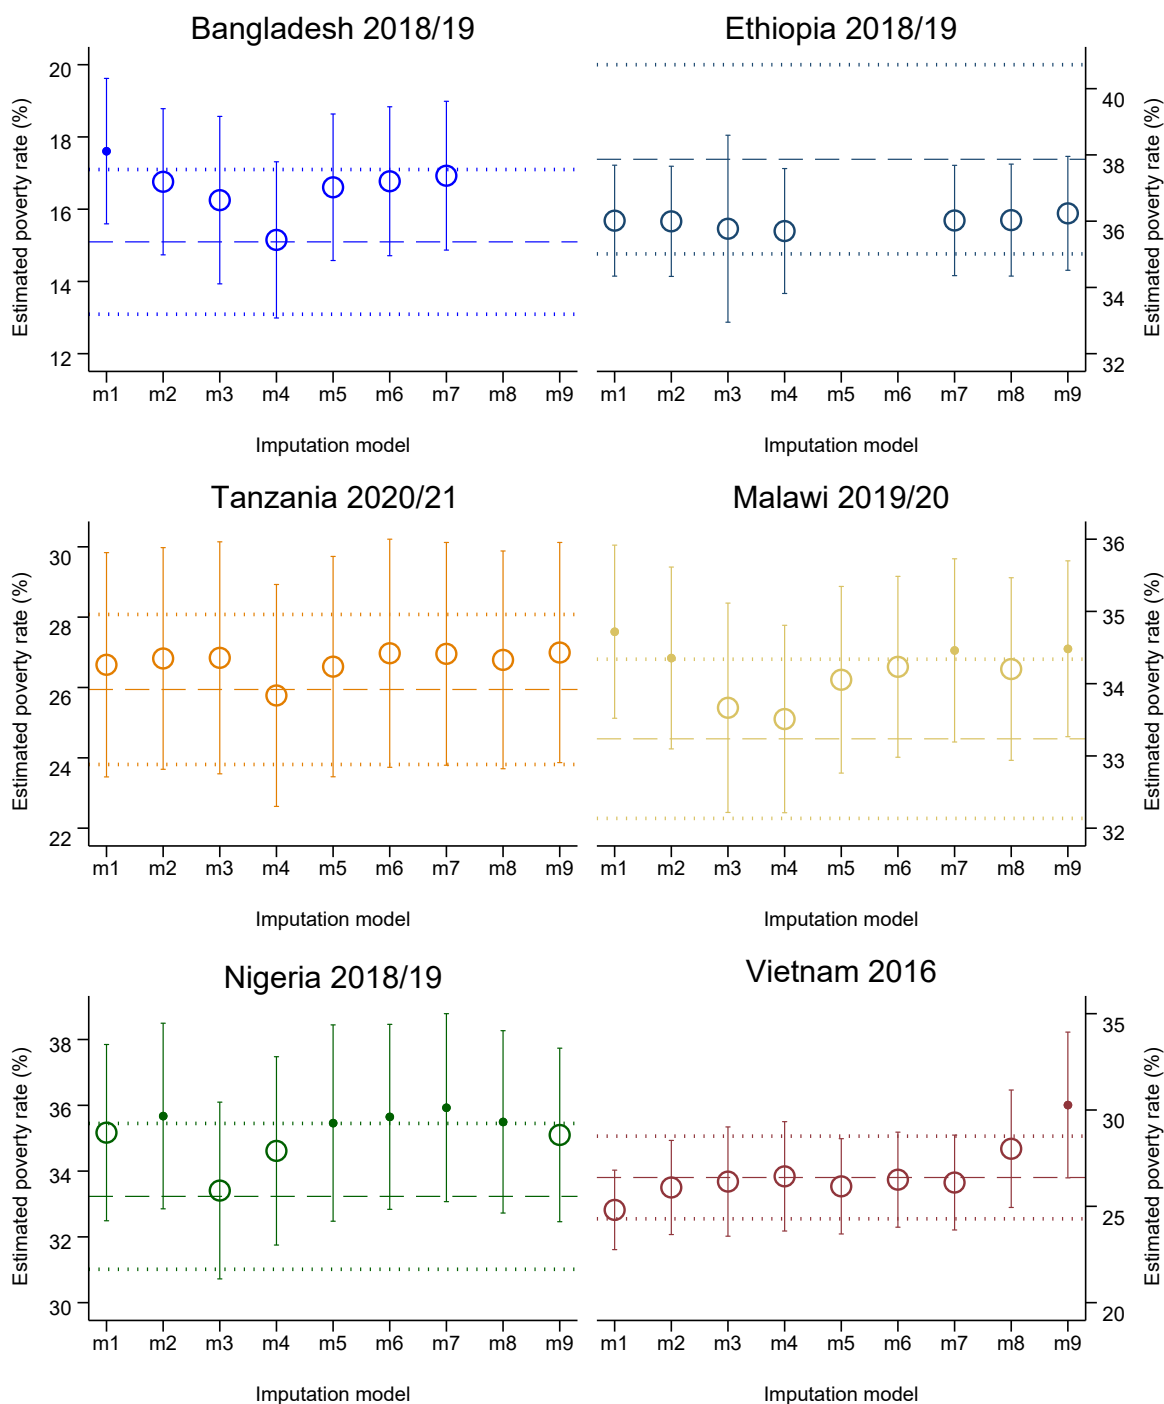 Bangladesh 2018/19
Estimated poverty rate (%)
20
18
16
14
12
m1 m2 m3 m4 m5 m6 m7 m8 m9
Imputation model
Ethiopia 2018/19
Estimated poverty rate (%)
40
38
36
34
32
m1 m2 m3 m4 m5 m6 m7 m8 m9
Imputation model
Tanzania 2020/21
Estimated poverty rate (%)
30
28
26
24
22
m1 m2 m3 m4 m5 m6 m7 m8 m9
Imputation model
Malawi 2019/20
Estimated poverty rate (%)
36
35
34
33
32
m1 m2 m3 m4 m5 m6 m7 m8 m9
Imputation model
Nigeria 2018/19
Estimated poverty rate (%)
38
36
34
32
30
m1 m2 m3 m4 m5 m6 m7 m8 m9
Imputation model
Vietnam 2016
Estimated poverty rate (%)
35
30
25
20
m1 m2 m3 m4 m5 m6 m7 m8 m9
Imputation model